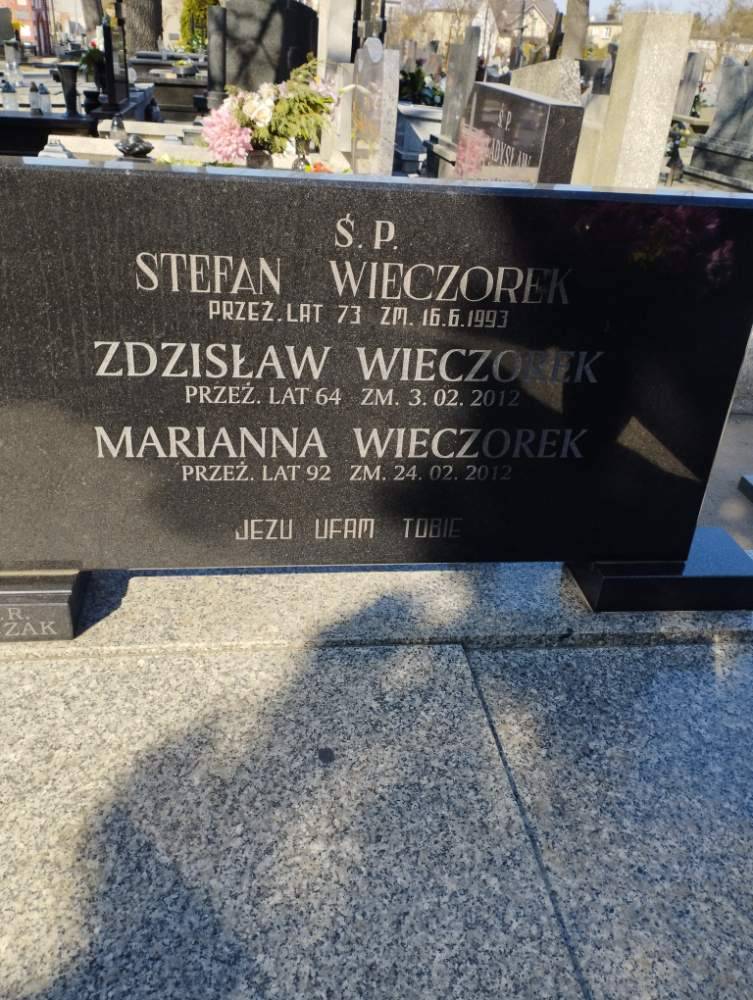 Ś. P.
STEFAN WIECZOREK
PRZEŻ. LAT 73 ZM. 16.6.1993
ZDZISŁAW WIECZOREK
PRZEŻ. LAT 64 ZM. 3. 02. 2012
MARIANNA WIECZOREK
PRZEŻ. LAT 92 ZM. 24. 02. 2012
JEZU UFAM TOBIE
Ś. P.